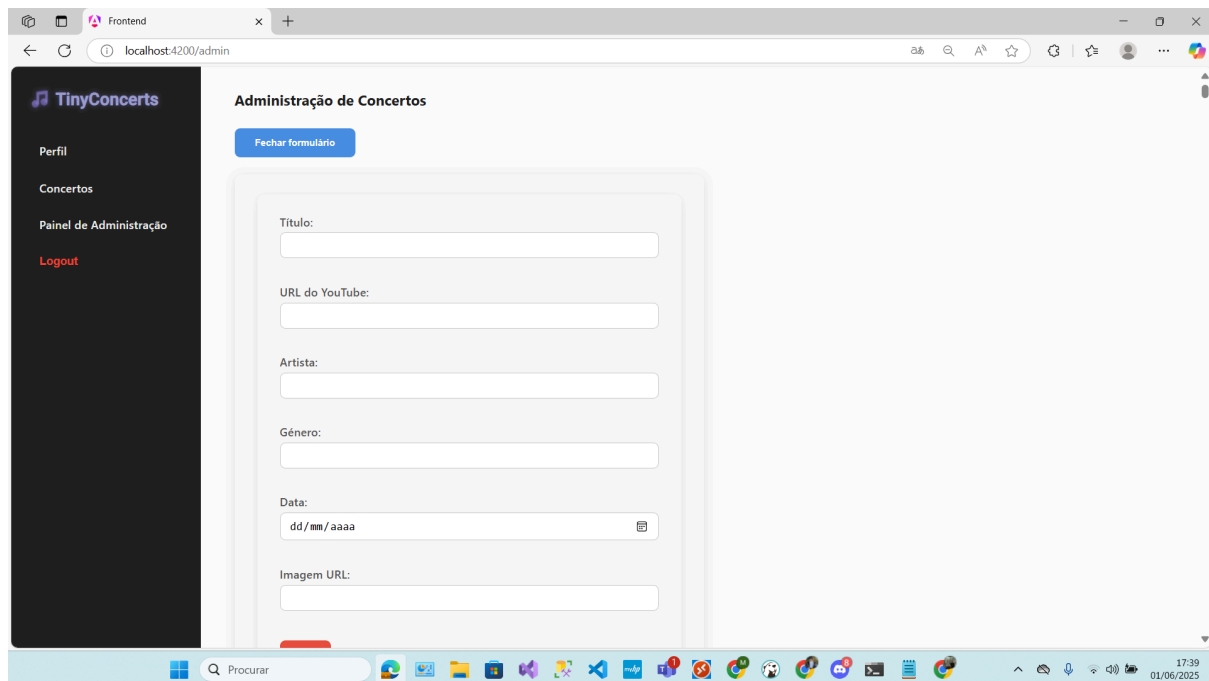 Frontend
localhost:4200/admin
TinyConcerts
Perfil
Concertos
Painel de Administração
Logout
Administração de Concertos
Fechar formulário
Título:
URL do YouTube:
Artista:
Género:
Data:
dd/mm/aaaa
Imagem URL:
Procurar
17:39
01/06/2025